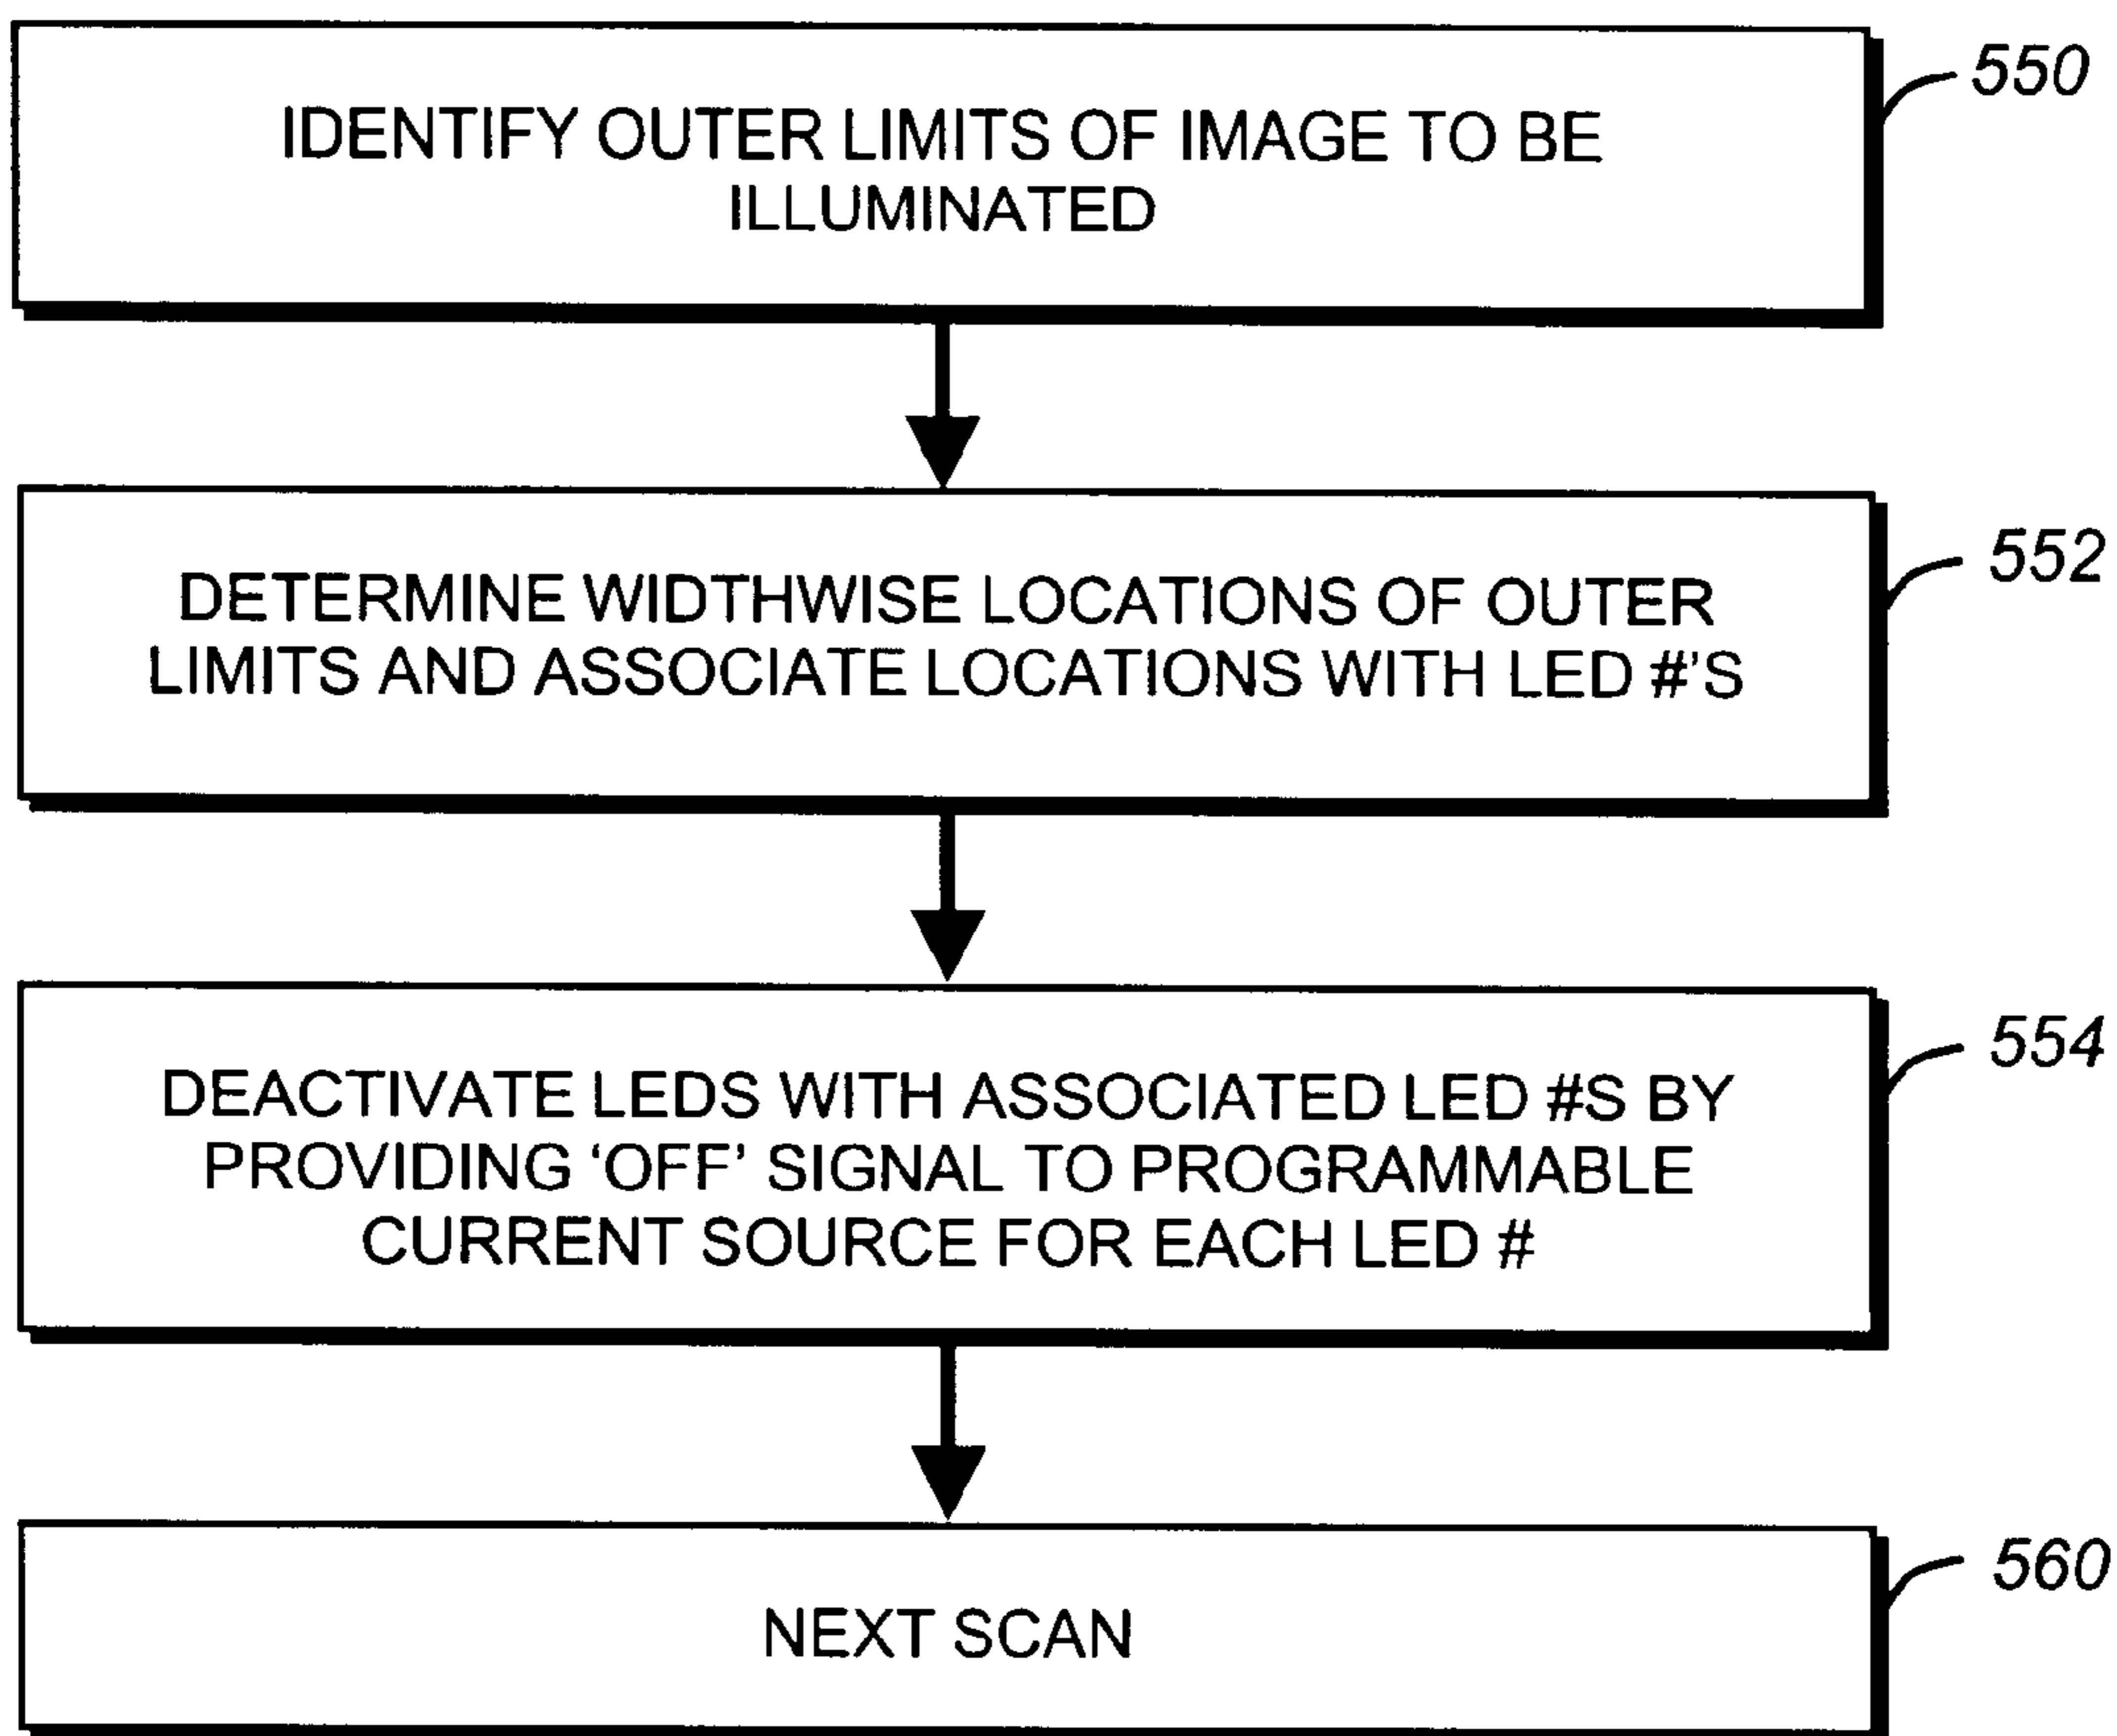 550
IDENTIFY OUTER LIMITS OF IMAGE TO BE
ILLUMINATED
552
DETERMINE WIDTHWISE LOCATIONS OF OUTER
LIMITS AND ASSOCIATE LOCATIONS WITH LED #'S
554
DEACTIVATE LEDS WITH ASSOCIATED LED #S BY
PROVIDING ‘OFF’ SIGNAL TO PROGRAMMABLE
CURRENT SOURCE FOR EACH LED #
560
NEXT SCAN